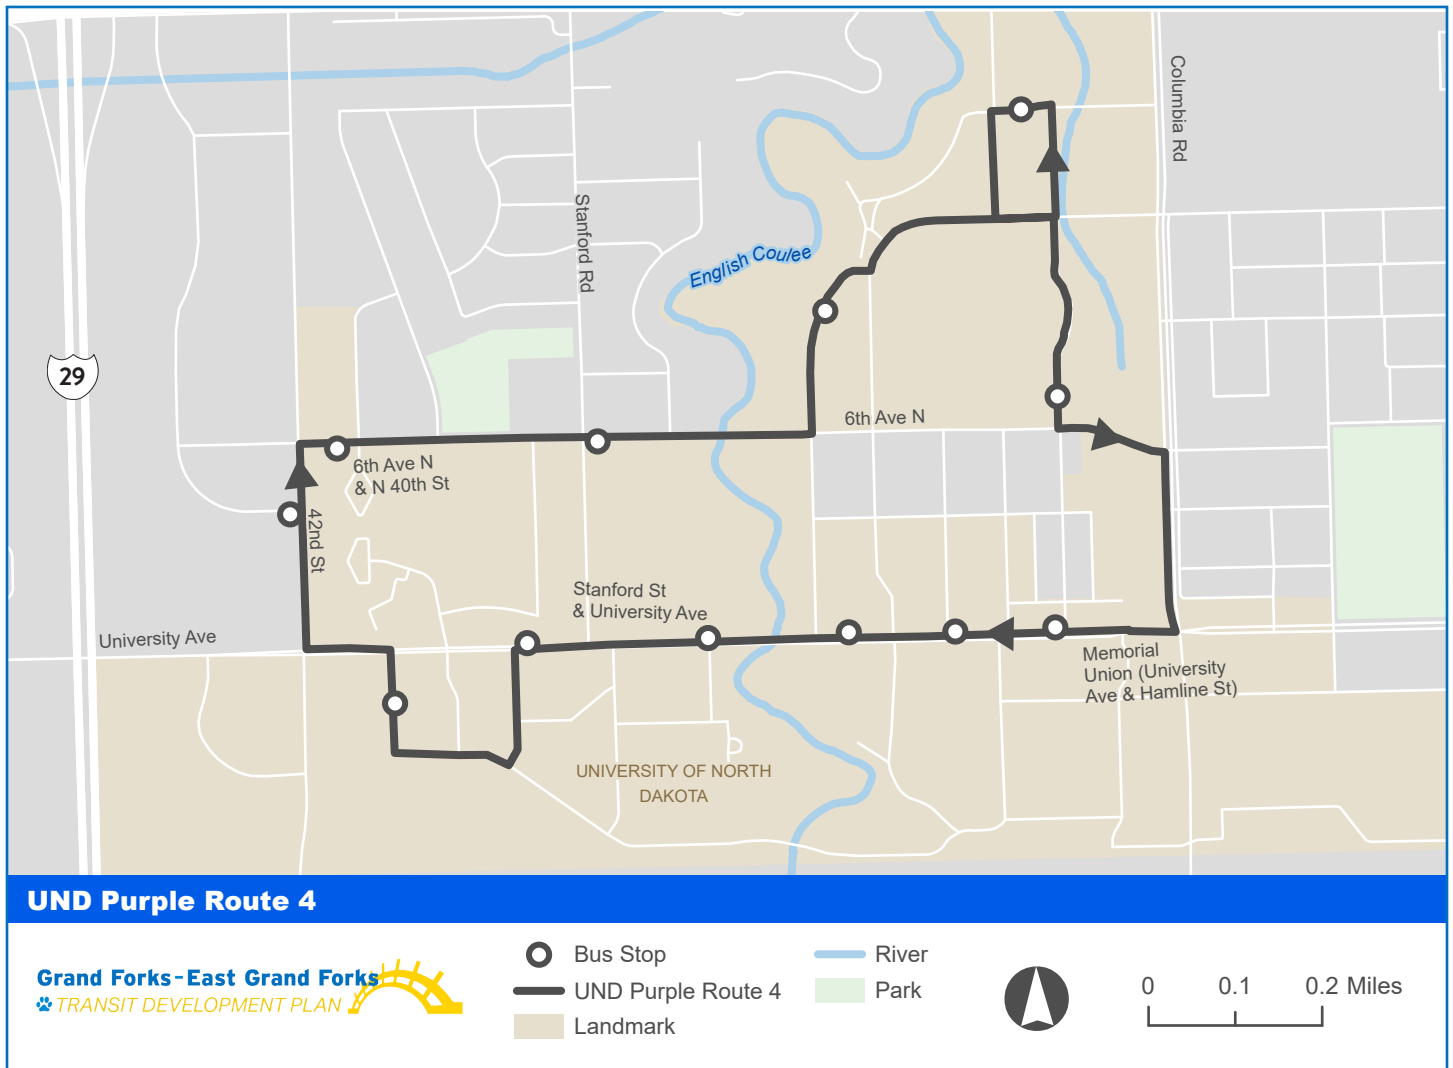 Columbia Rd
Stanford Rd
English Coulee
29
6th Ave N
6th Ave N
& N 40th St
42nd St
Stanford St
& University Ave
University Ave
Memorial
Union (University
Ave & Hamline St)
UNIVERSITY OF NORTH
DAKOTA
UND Purple Route 4
Grand Forks-East Grand Forks
TRANSIT DEVELOPMENT PLAN
Bus Stop
UND Purple Route 4
Landmark
River
Park
0 0.1 0.2 Miles